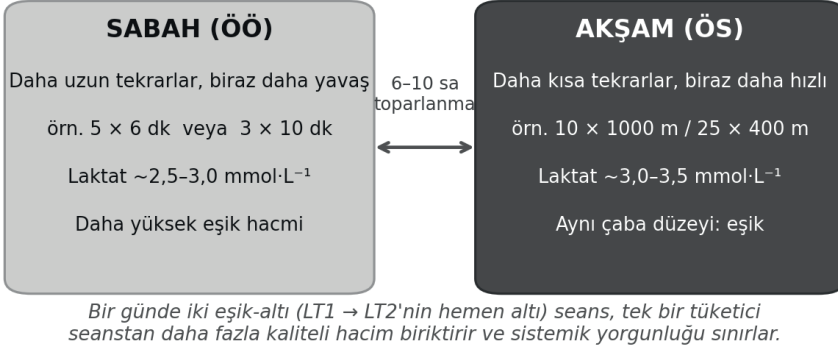 SABAH (ÖÖ)
Daha uzun tekrarlar, biraz daha yavaş
örn. 5 × 6 dk  veya  3 × 10 dk
Laktat ~2,5–3,0 mmol·L⁻¹
Daha yüksek eşik hacmi
6–10 sa
toparlanma
AKŞAM (ÖS)
Daha kısa tekrarlar, biraz daha hızlı
örn. 10 × 1000 m / 25 × 400 m
Laktat ~3,0–3,5 mmol·L⁻¹
Aynı çaba düzeyi: eşik
Bir günde iki eşik-altı (LT1 → LT2'nin hemen altı) seans, tek bir tüketici
seanstan daha fazla kaliteli hacim biriktirir ve sistemik yorgunluğu sınırlar.